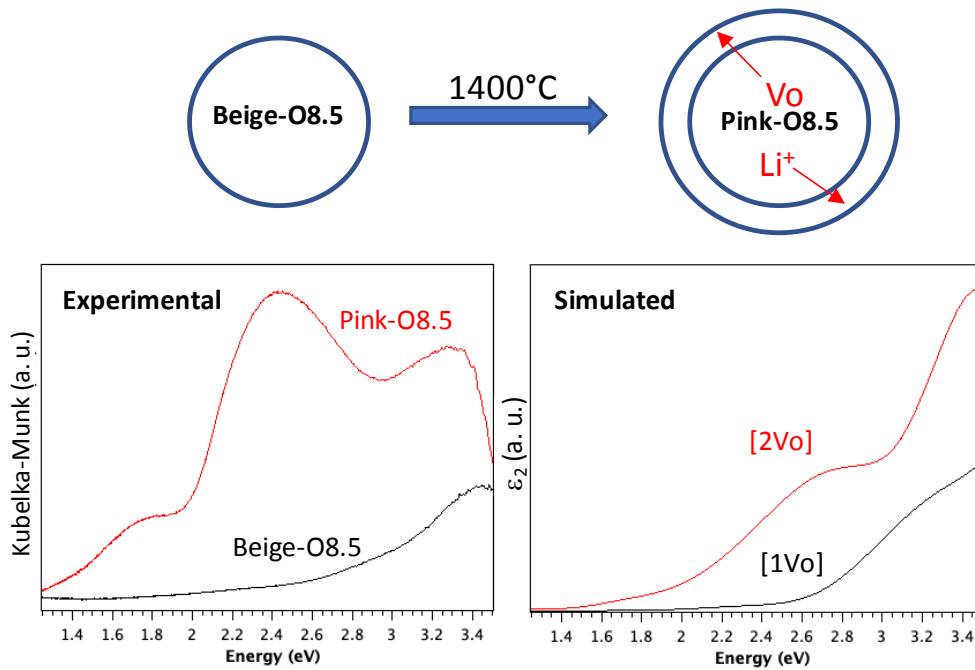 Beige-O8.5
1400°C
Vo
Pink-O8.5
Li⁺
Experimental
Pink-O8.5
Beige-O8.5
Kubelka-Munk (a. u.)
1.4 1.6 1.8 2 2.2 2.4 2.6 2.8 3 3.2 3.4
Energy (eV)
Simulated
[2Vo]
[1Vo]
ε₂ (a. u.)
1.4 1.6 1.8 2 2.2 2.4 2.6 2.8 3 3.2 3.4
Energy (eV)